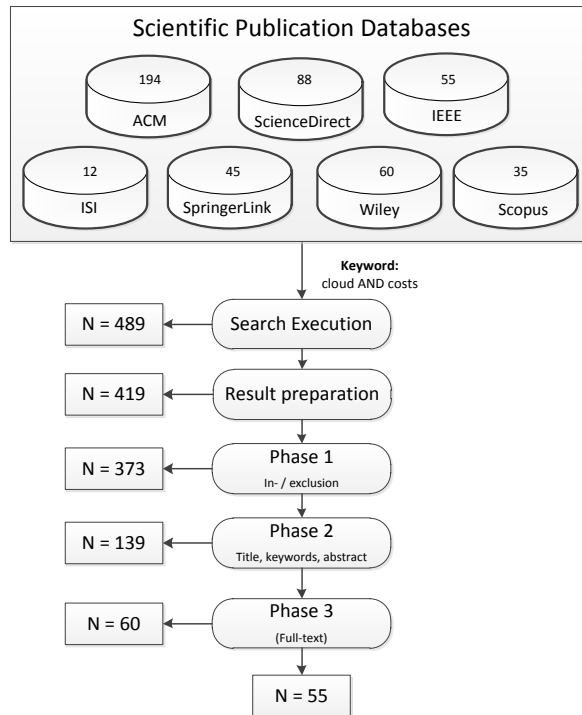 Scientific Publication Databases
194
ACM
88
ScienceDirect
55
IEEE
12
ISI
45
SpringerLink
60
Wiley
35
Scopus
Keyword:
cloud AND costs
Search Execution
N = 489
Result preparation
N = 419
Phase 1
In- / exclusion
N = 373
Phase 2
Title, keywords, abstract
N = 139
Phase 3
(Full-text)
N = 60
N = 55